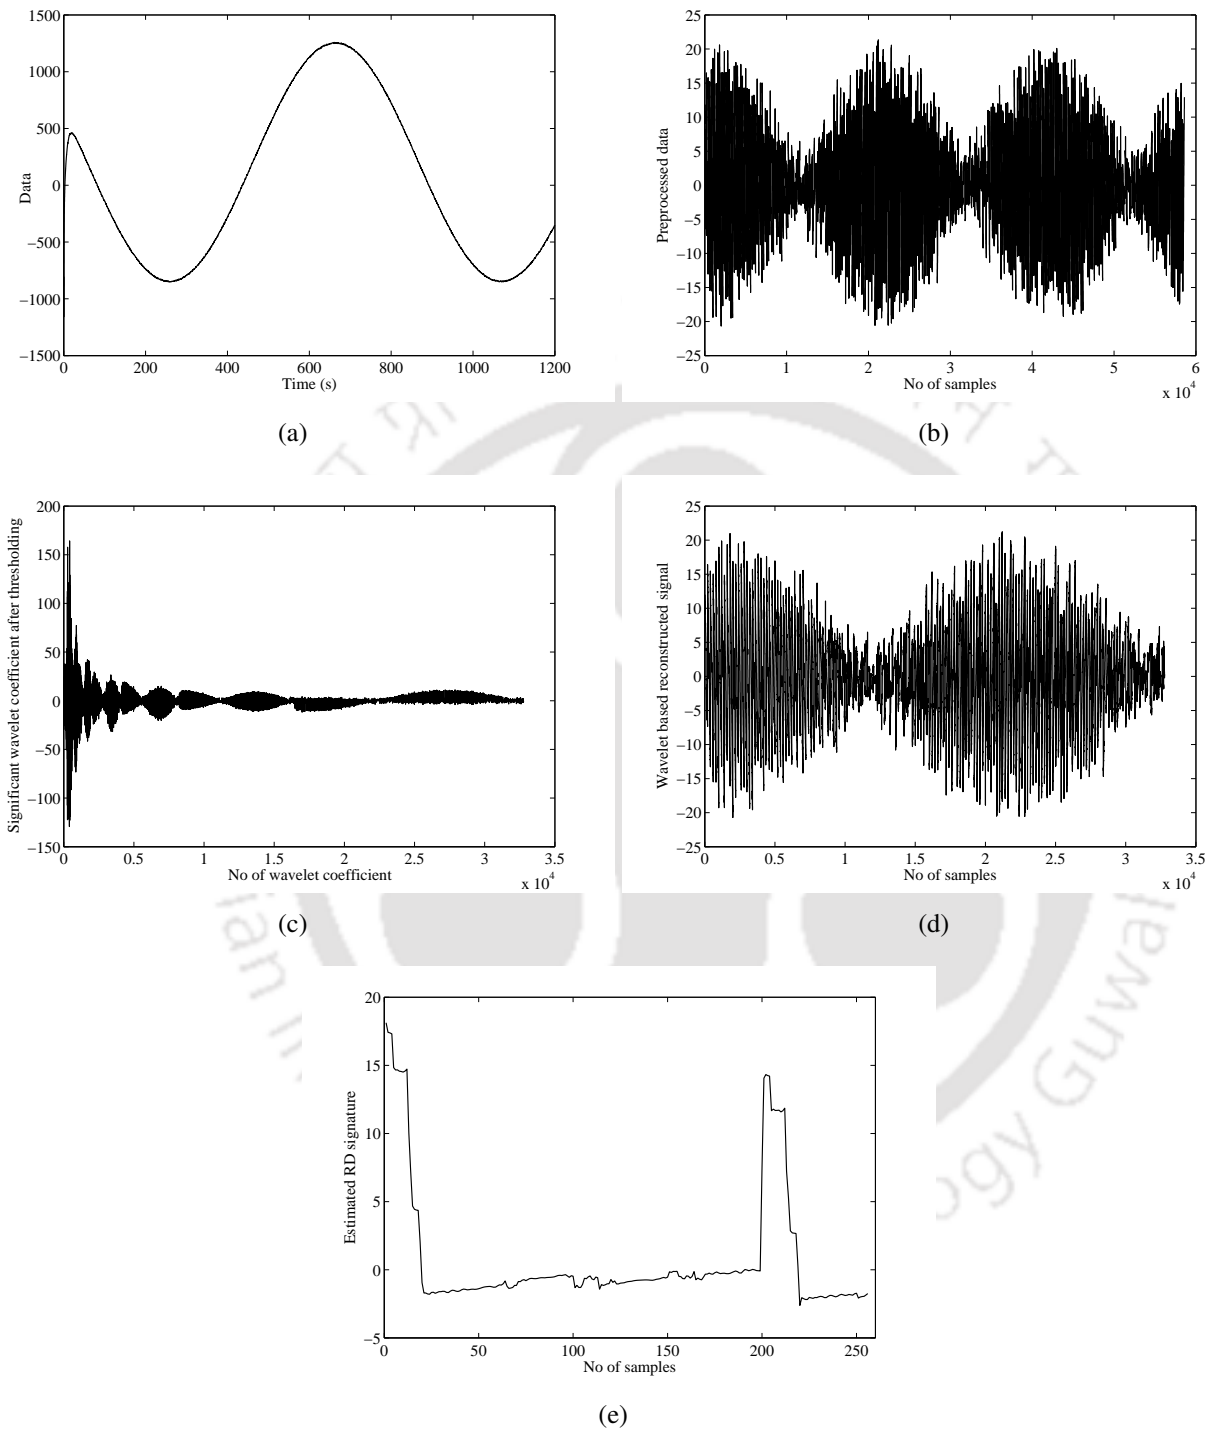 1500
1000
500
0
−500
−1000
−1500
Data
0 200 400 600 800 1000 1200
Time (s)
(a)
25
20
15
10
5
0
−5
−10
−15
−20
−25
Preprocessed data
0 1 2 3 4 5 6
No of samples
x 10^4
(b)
200
150
100
50
0
−50
−100
−150
Significant wavelet coefficient after thresholding
0 0.5 1 1.5 2 2.5 3 3.5
No of wavelet coefficient
x 10^4
(c)
25
20
15
10
5
0
−5
−10
−15
−20
−25
Wavelet based reconstructed signal
0 0.5 1 1.5 2 2.5 3 3.5
No of samples
x 10^4
(d)
20
15
10
5
0
−5
Estimated RD signature
0 50 100 150 200 250
No of samples
(e)